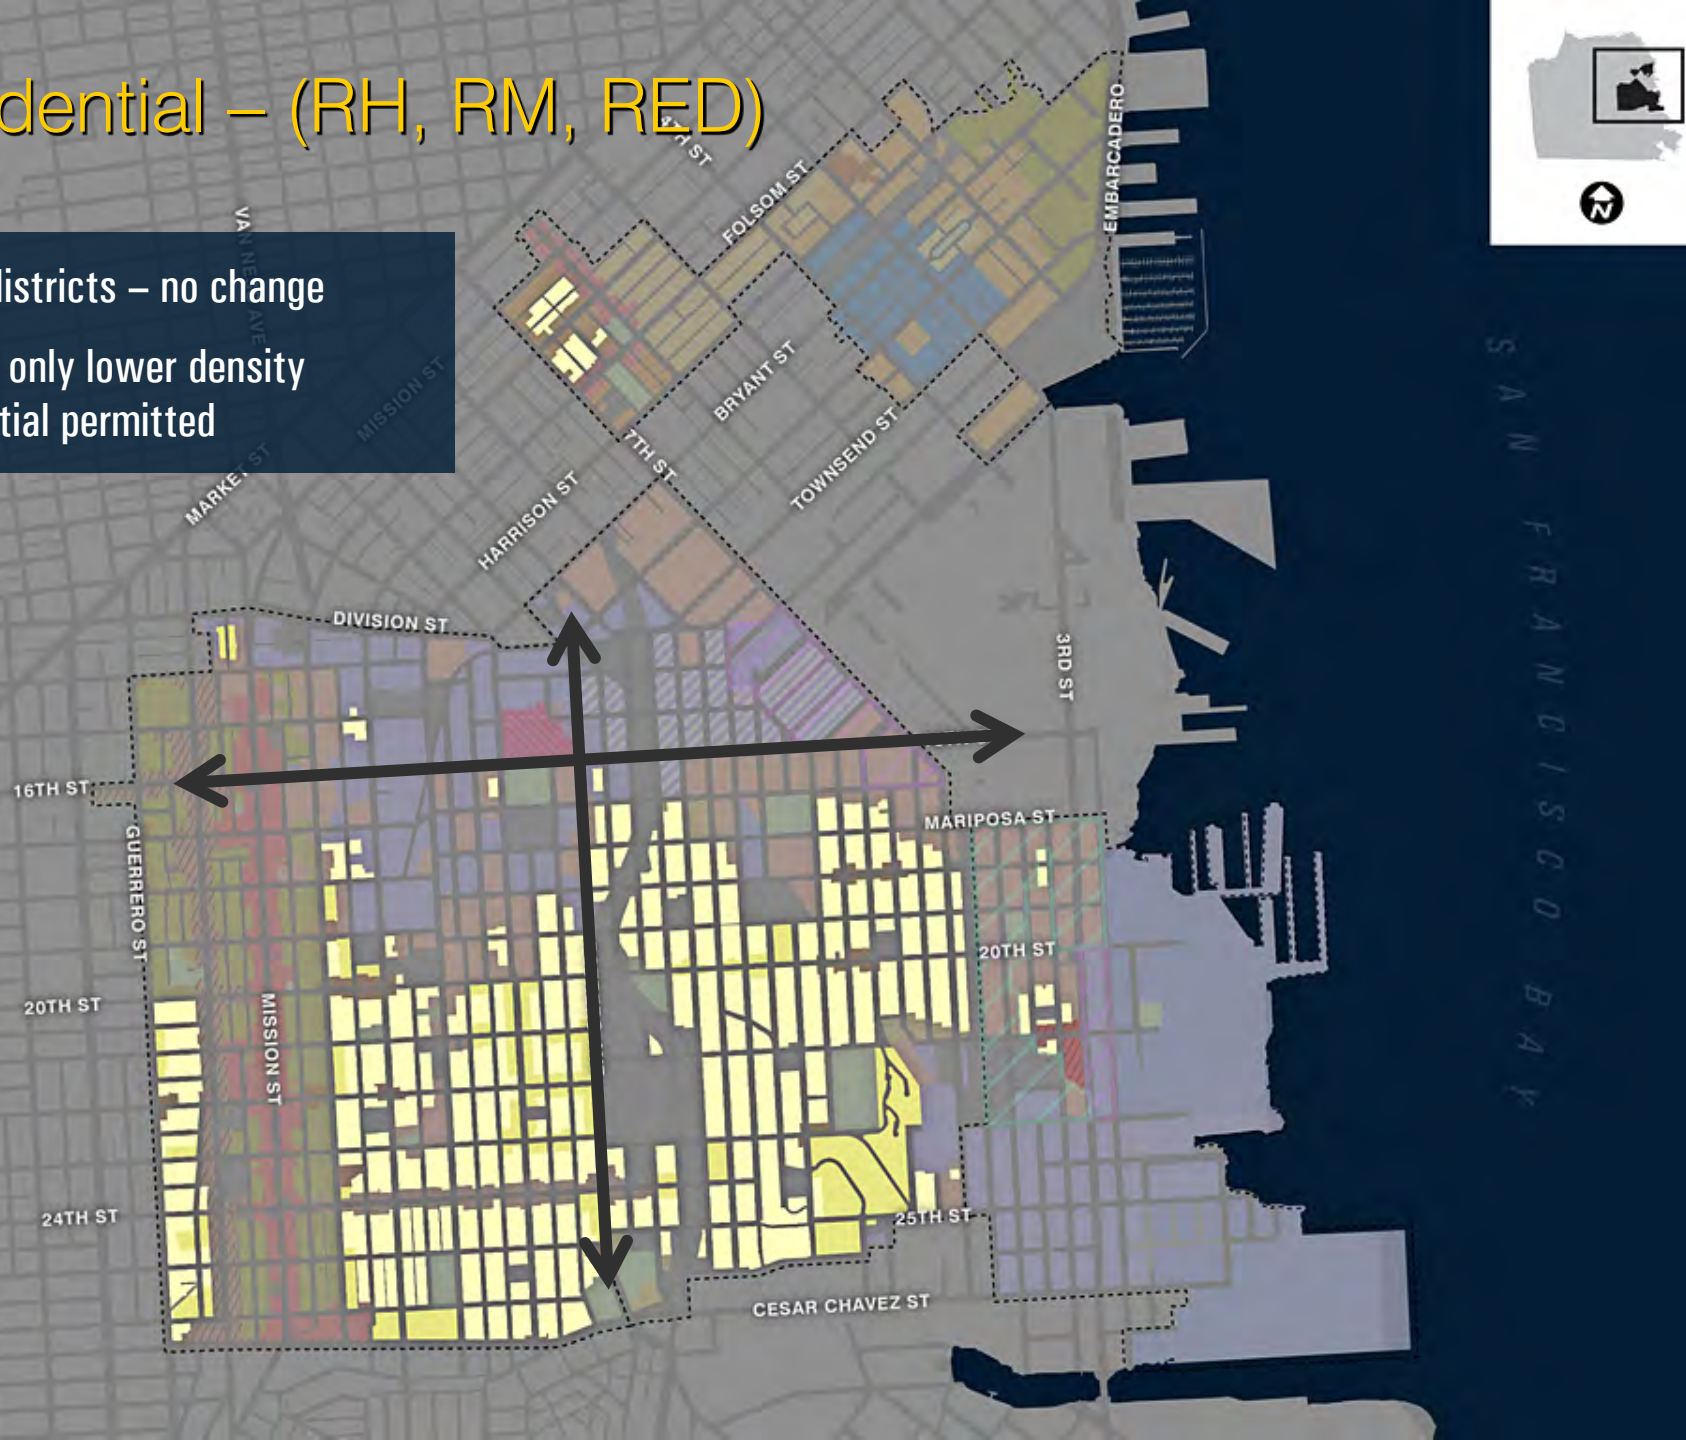 dential – (RH, RM, RED)
districts – no change
only lower density
tial permitted
4TH ST
FOLSOM ST
EMBARCADERO
VAN NESS AVE
MISSION ST
MARKET ST
BRYANT ST
7TH ST
TOWNSEND ST
HARRISON ST
DIVISION ST
3RD ST
16TH ST
MARIPOSA ST
GUERRERO ST
20TH ST
20TH ST
MISSION ST
24TH ST
25TH ST
CESAR CHAVEZ ST
SAN FRANCISCO BAY
N